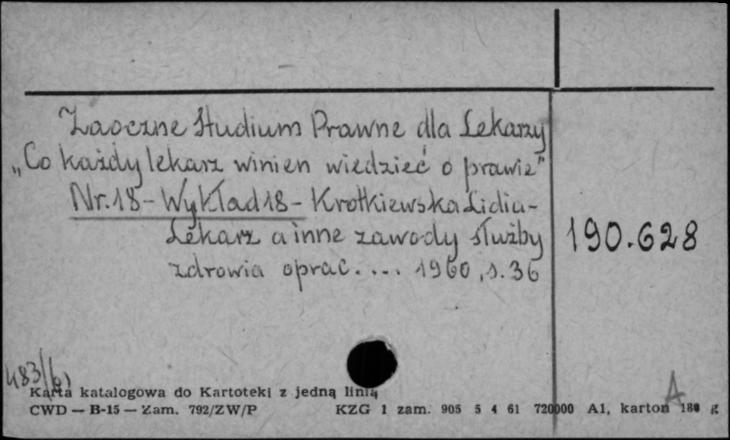 Zaoczne Studium Prawne dla Lekarzy
„Co każdy lekarz winien wiedzieć o prawie"
Nr.18 - Wykład 18 - Krotkiewska Lidia -
Lekarz a inne zawody służby
zdrowia oprac. ... 1960, s. 36
190.628
483/61
Karta katalogowa do Kartoteki z jedną linią
CWD — B-15 — Zam. 792/ZW/P KZG 1 zam. 905 5 4 61 720000 A1, karton 180 g
A